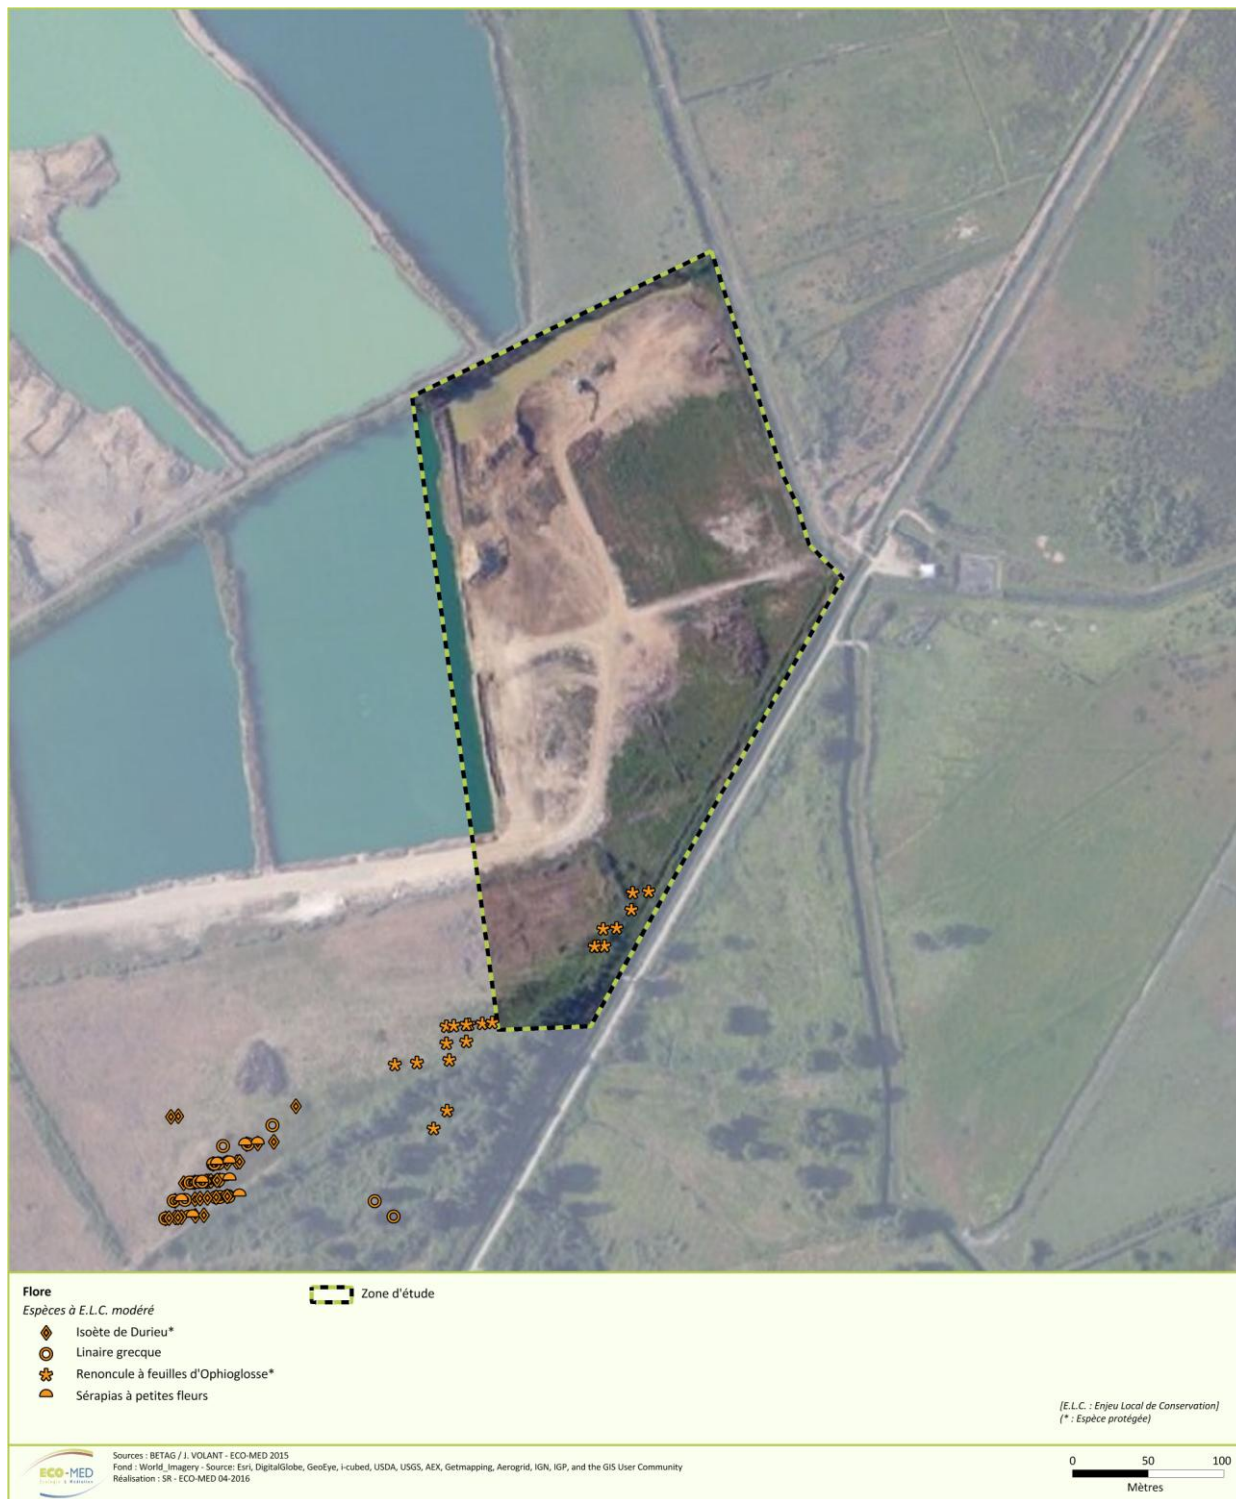 Flore
Espèces à E.L.C. modéré
Isoète de Durieu*
Linaire grecque
Renoncule à feuilles d'Ophioglosse*
Sérapias à petites fleurs
Zone d'étude
[E.L.C. : Enjeu Local de Conservation]
(* : Espèce protégée)
ECO-MED
Ecologie & Médiation
Sources : BETAG / J. VOLANT - ECO-MED 2015
Fond : World_Imagery - Source: Esri, DigitalGlobe, GeoEye, i-cubed, USDA, USGS, AEX, Getmapping, Aerogrid, IGN, IGP, and the GIS User Community
Réalisation : SR - ECO-MED 04-2016
0 50 100
Mètres